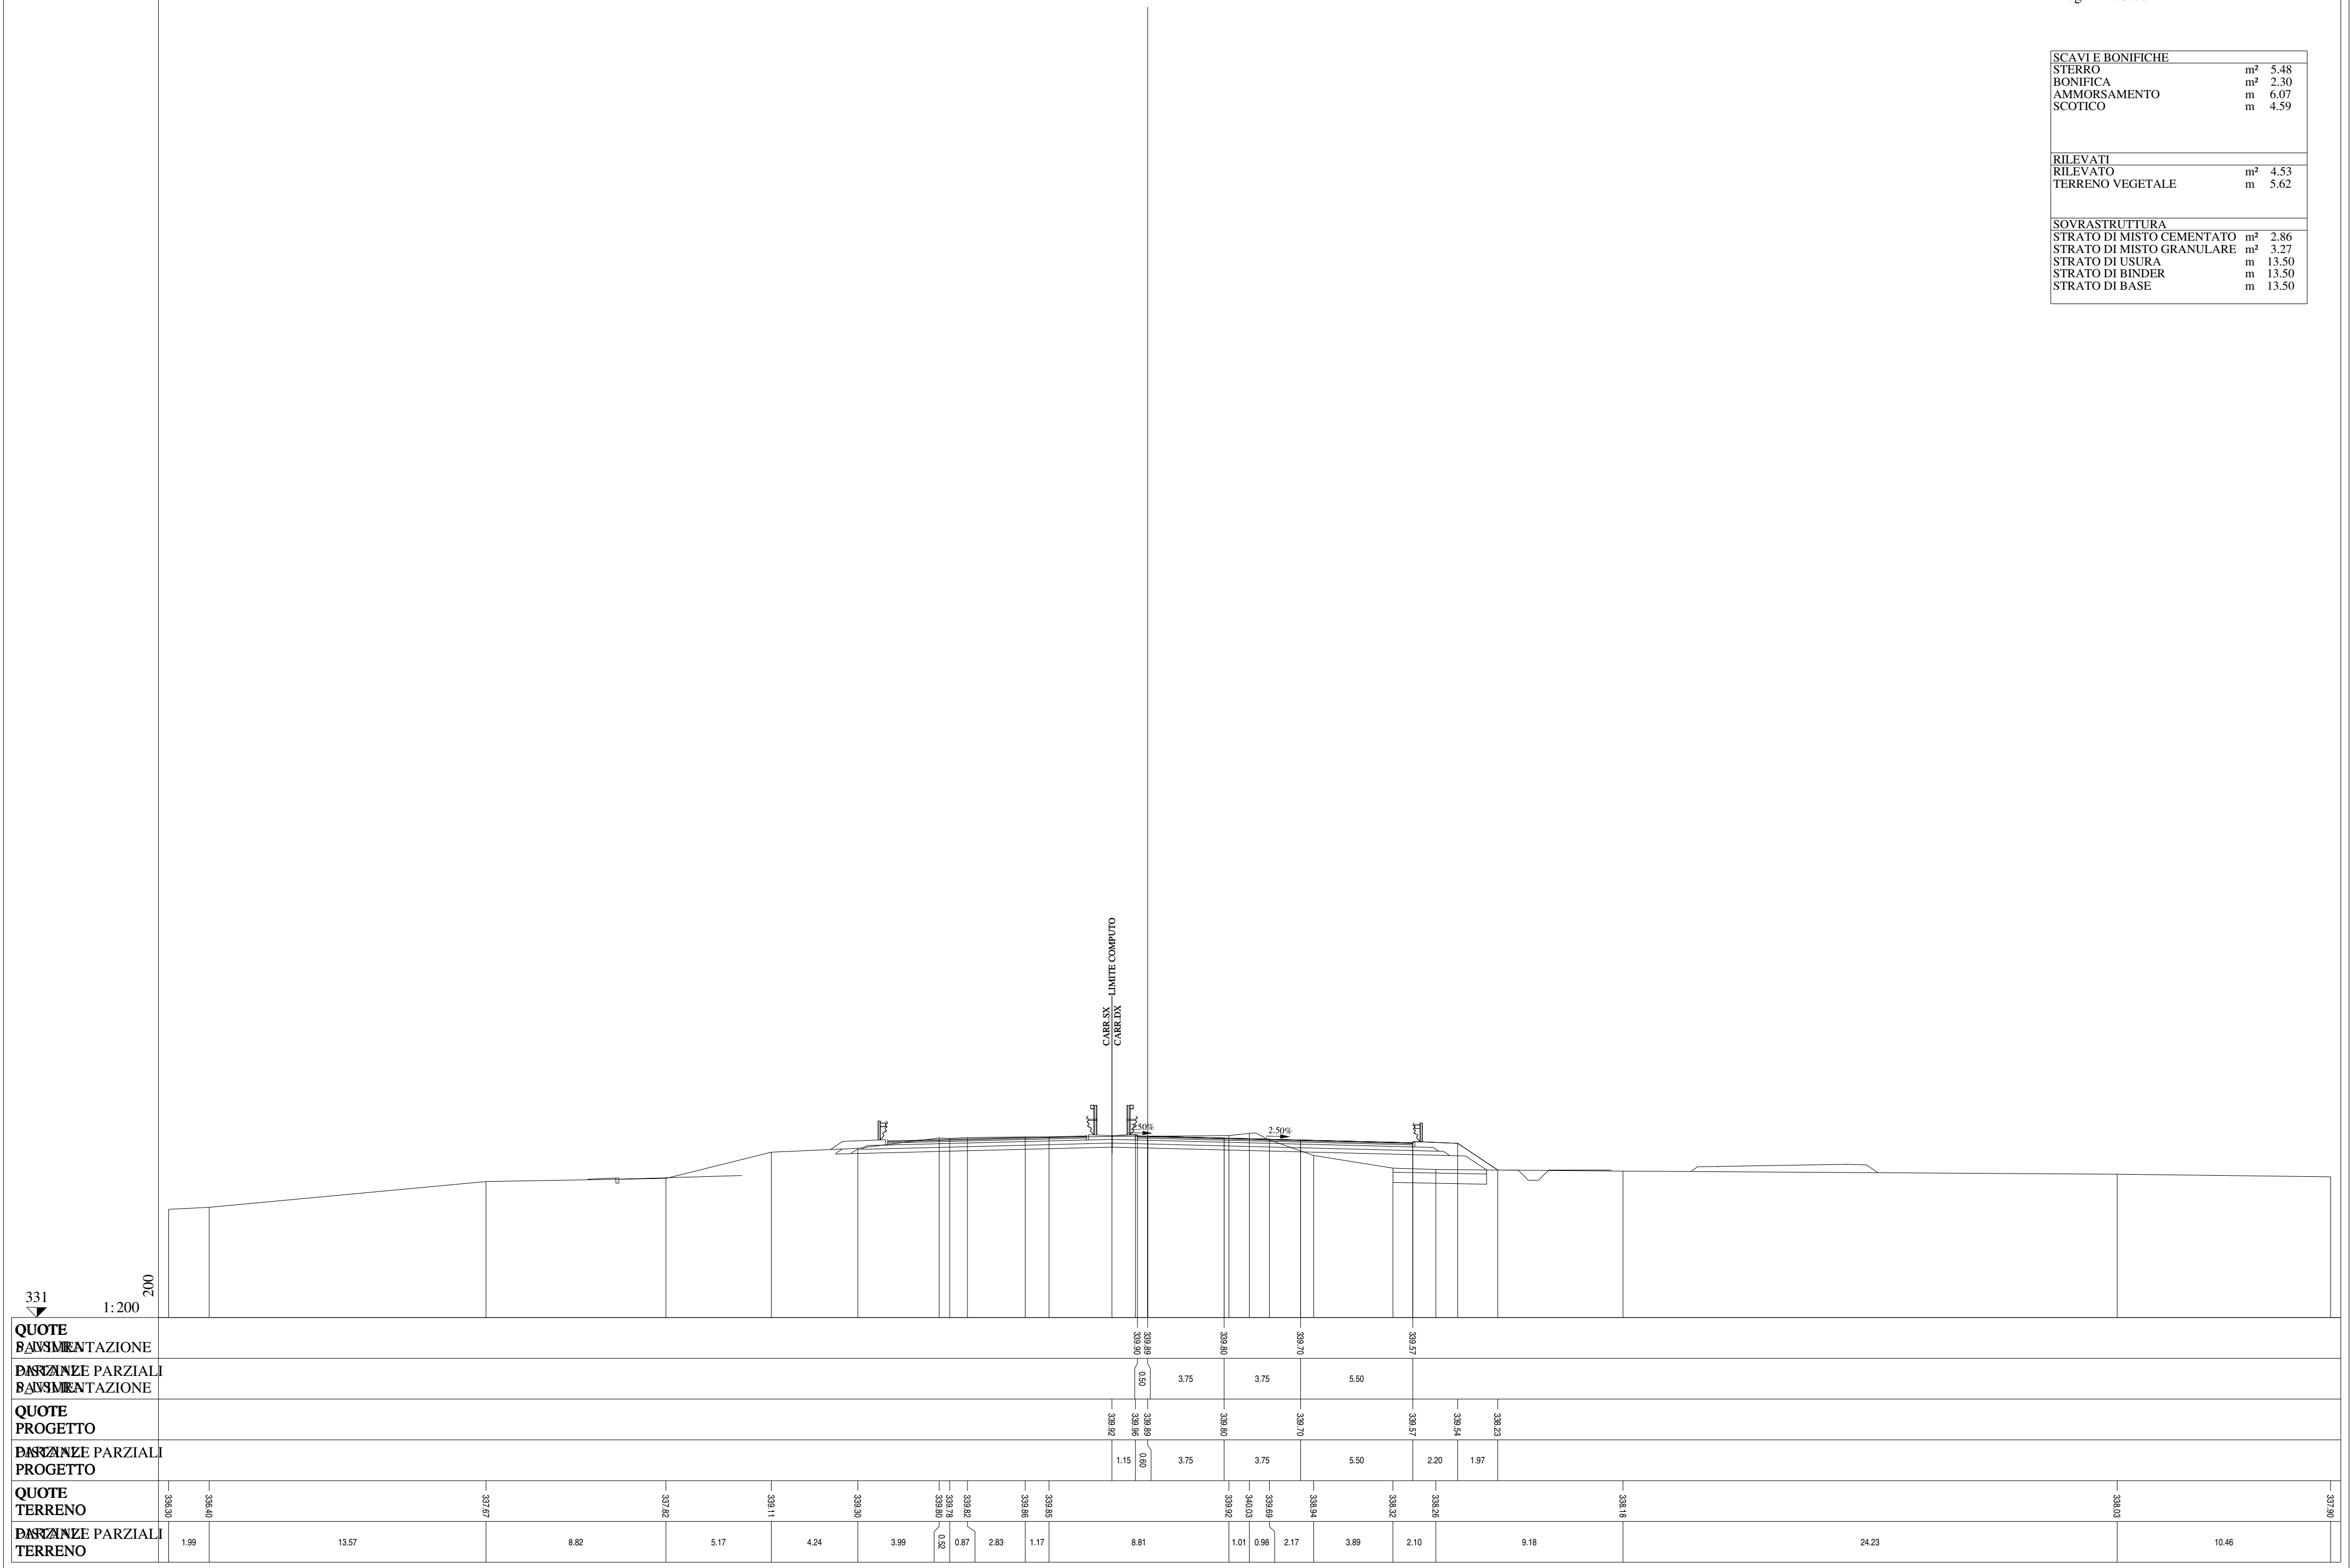 SCAVI E BONIFICHE
STERRO m² 5.48
BONIFICA m² 2.30
AMMORSAMENTO m 6.07
SCOTICO m 4.59
RILEVATI
RILEVATO m² 4.53
TERRENO VEGETALE m 5.62
SOVRASTRUTTURA
STRATO DI MISTO CEMENTATO m² 2.86
STRATO DI MISTO GRANULARE m² 3.27
STRATO DI USURA m 13.50
STRATO DI BINDER m 13.50
STRATO DI BASE m 13.50
LIMITE COMPUTO
CARR.SX
CARR.DX
2.50%
331
1:200
200
QUOTE
339.90 339.89 339.80 339.70 339.57
PARZIALI
0.50 3.75 3.75 5.50
QUOTE
PROGETTO
339.92 339.96 339.89 339.80 339.70 339.57 339.54 338.23
PARZIALI
PROGETTO
1.15 0.60 3.75 3.75 5.50 2.20 1.97
QUOTE
TERRENO
336.30 336.40 337.67 337.82 339.11 339.30 339.80 339.78 339.82 339.86 339.85 339.92 340.03 339.69 338.94 338.32 338.26 338.18 338.03 337.90
PARZIALI
TERRENO
1.99 13.57 8.82 5.17 4.24 3.99 0.52 0.87 2.83 1.17 8.81 1.01 0.98 2.17 3.89 2.10 9.18 24.23 10.46